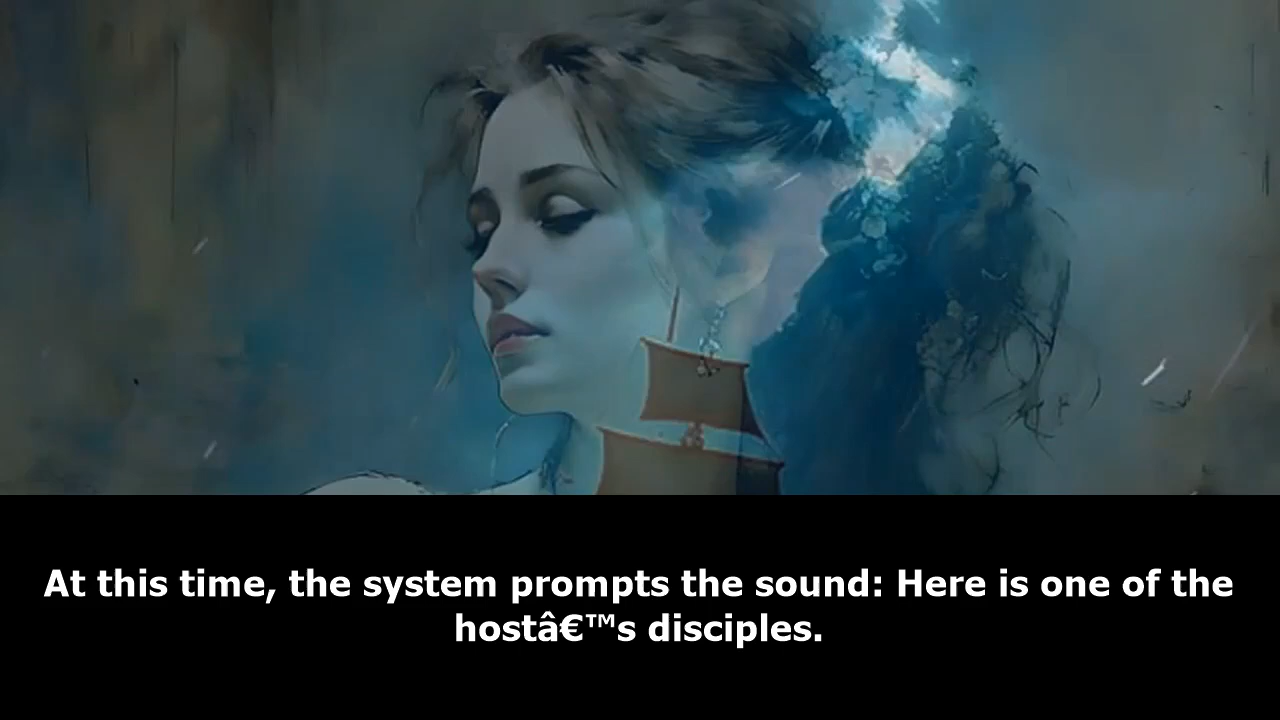 At this time, the system prompts the sound: Here is one of the
hostâ€™s disciples.